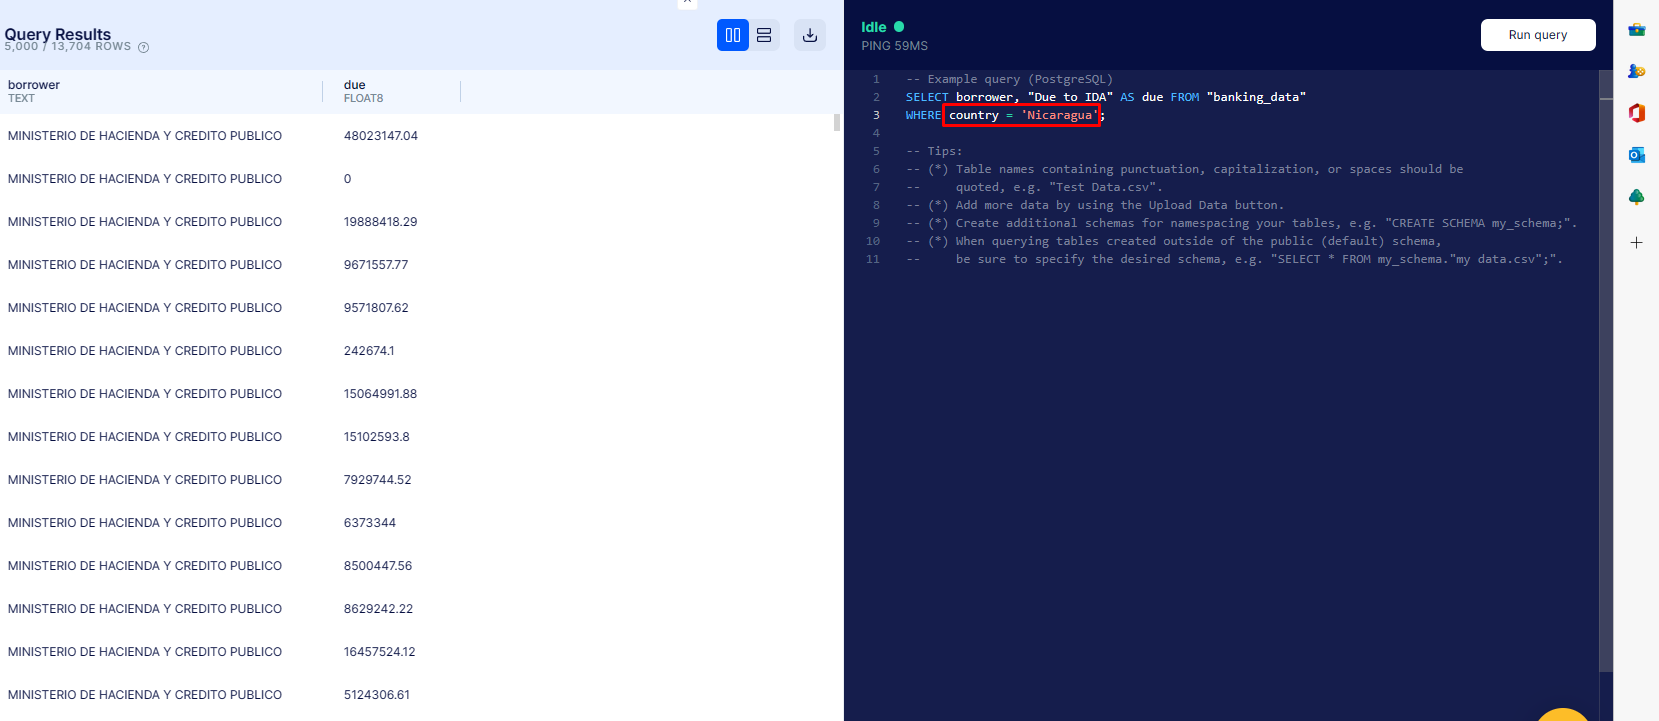 Query Results
5,000 / 13,704 ROWS ?
borrower due
TEXT FLOAT8
MINISTERIO DE HACIENDA Y CREDITO PUBLICO 48023147.04
MINISTERIO DE HACIENDA Y CREDITO PUBLICO 0
MINISTERIO DE HACIENDA Y CREDITO PUBLICO 19888418.29
MINISTERIO DE HACIENDA Y CREDITO PUBLICO 9671557.77
MINISTERIO DE HACIENDA Y CREDITO PUBLICO 9571807.62
MINISTERIO DE HACIENDA Y CREDITO PUBLICO 242674.1
MINISTERIO DE HACIENDA Y CREDITO PUBLICO 15064991.88
MINISTERIO DE HACIENDA Y CREDITO PUBLICO 15102593.8
MINISTERIO DE HACIENDA Y CREDITO PUBLICO 7929744.52
MINISTERIO DE HACIENDA Y CREDITO PUBLICO 6373344
MINISTERIO DE HACIENDA Y CREDITO PUBLICO 8500447.56
MINISTERIO DE HACIENDA Y CREDITO PUBLICO 8629242.22
MINISTERIO DE HACIENDA Y CREDITO PUBLICO 16457524.12
MINISTERIO DE HACIENDA Y CREDITO PUBLICO 5124306.61
Idle
PING 59MS
Run query
1 -- Example query (PostgreSQL)
2 SELECT borrower, "Due to IDA" AS due FROM "banking_data"
3 WHERE country = 'Nicaragua';
4
5 -- Tips:
6 -- (*) Table names containing punctuation, capitalization, or spaces should be
7 -- quoted, e.g. "Test Data.csv".
8 -- (*) Add more data by using the Upload Data button.
9 -- (*) Create additional schemas for namespacing your tables, e.g. "CREATE SCHEMA my_schema;".
10 -- (*) When querying tables created outside of the public (default) schema,
11 -- be sure to specify the desired schema, e.g. "SELECT * FROM my_schema."my data.csv";".